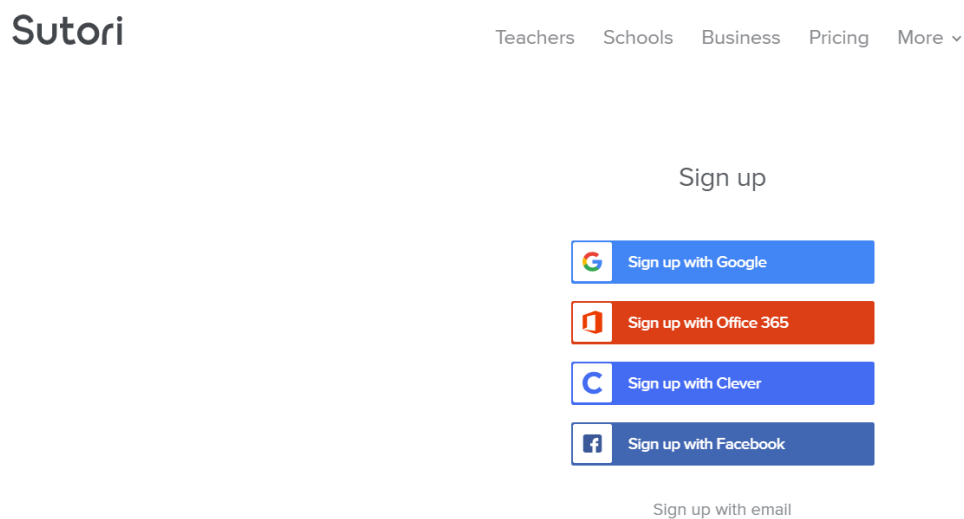 Sutori
Teachers Schools Business Pricing More
Sign up
Sign up with Google
Sign up with Office 365
Sign up with Clever
Sign up with Facebook
Sign up with email